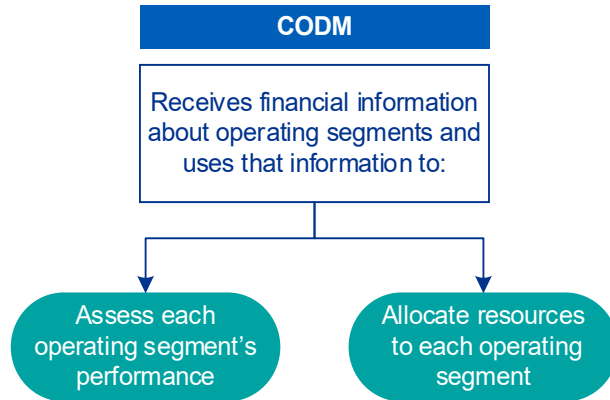 CODM
Receives financial information
about operating segments and
uses that information to:
Assess each
operating segment’s
performance
Allocate resources
to each operating
segment